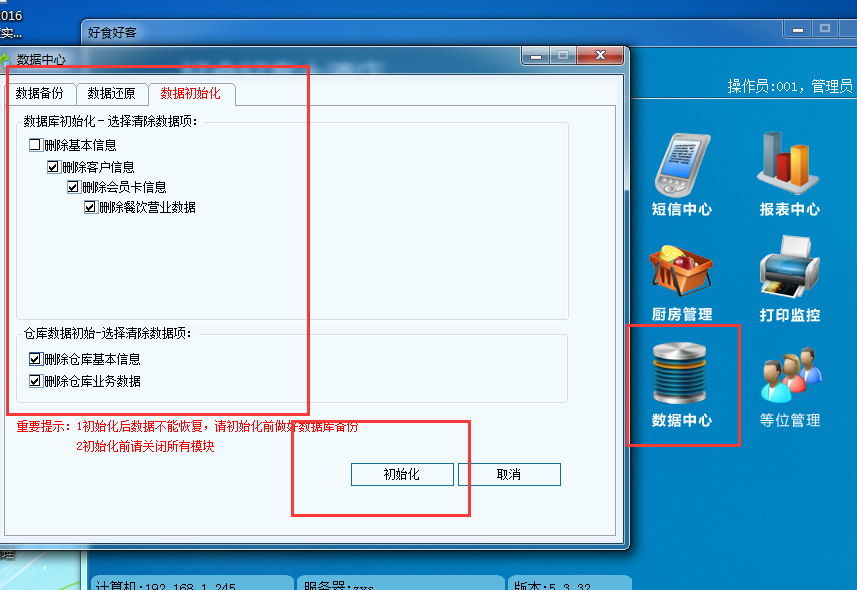 2016
实...
好食好客
数据中心
数据备份 数据还原 数据初始化
操作员:001，管理员
数据库初始化－选择清除数据项：
删除基本信息
删除客户信息
删除会员卡信息
删除餐饮营业数据
短信中心 报表中心
厨房管理 打印监控
仓库数据初始-选择清除数据项：
删除仓库基本信息
删除仓库业务数据
数据中心 等位管理
重要提示：1初始化后数据不能恢复，请初始化前做好数据库备份
2初始化前请关闭所有模块
初始化 取消
理
计算机:192.168.1.245 服务器:zys 版本:5.3.32